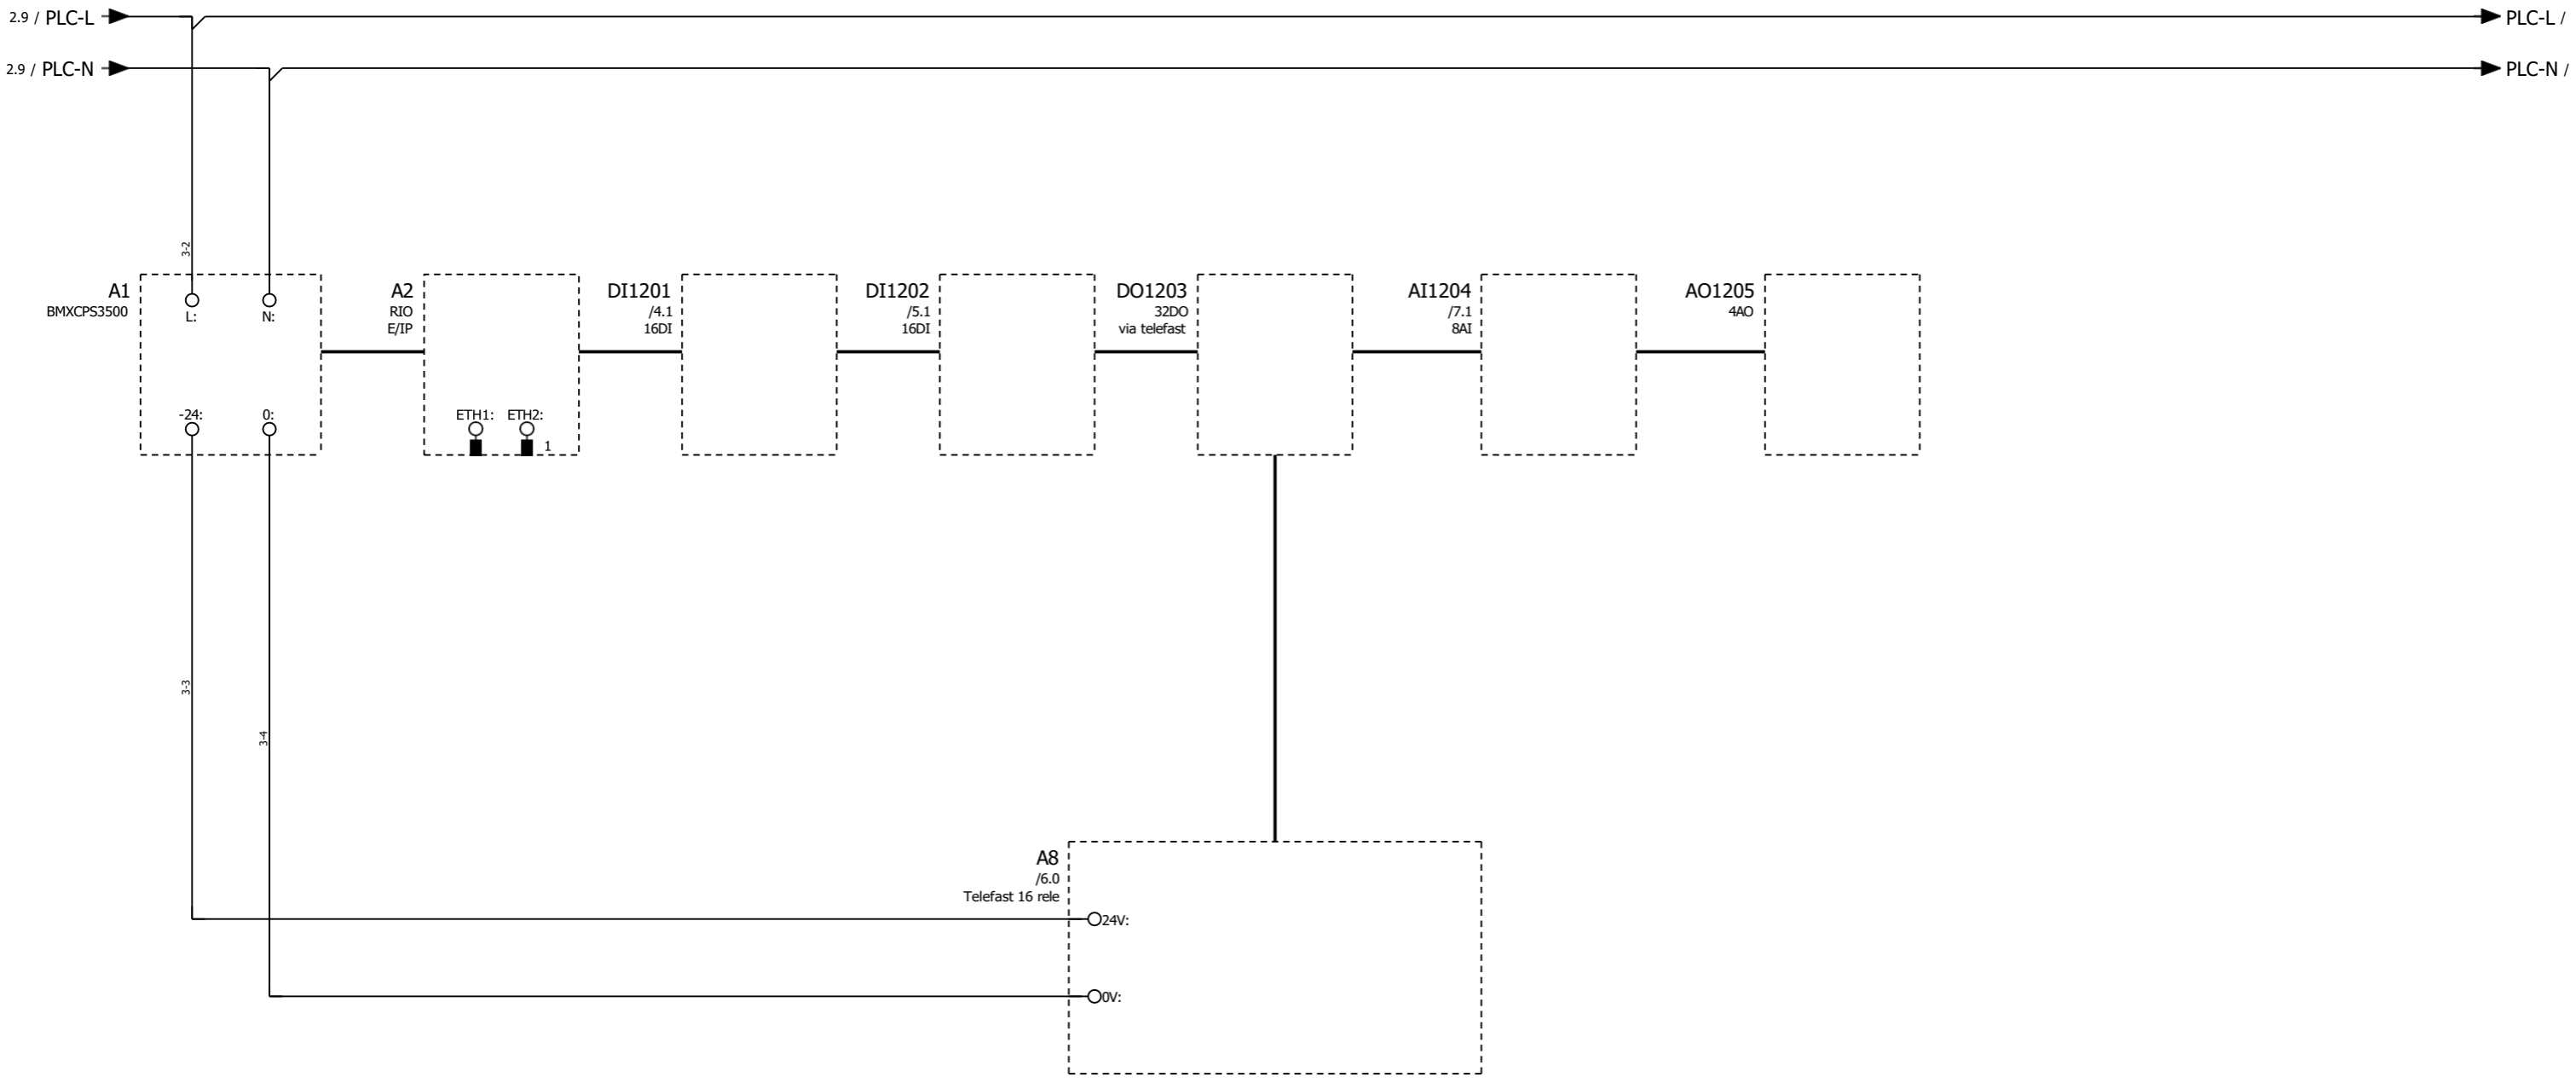 2.9 / PLC-L
PLC-L /
2.9 / PLC-N
PLC-N /
3-2
A1
BMXCPS3500
L:
N:
-24:
0:
A2
RIO
E/IP
ETH1:
ETH2:
1
DI1201
/4.1
16DI
DI1202
/5.1
16DI
DO1203
32DO
via telefast
AI1204
/7.1
8AI
AO1205
4AO
3-3
3-4
A8
/6.0
Telefast 16 rele
24V:
0V: